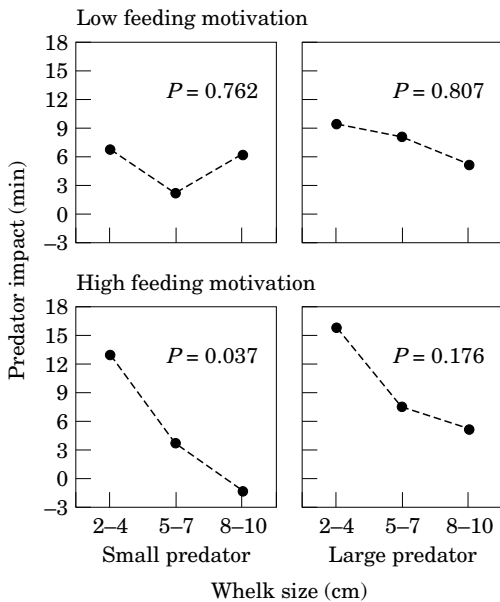 Low feeding motivation
18
15
12
9
6
3
0
–3
P = 0.762
P = 0.807
Predator impact (min)
High feeding motivation
18
15
12
9
6
3
0
–3
P = 0.037
P = 0.176
2–4 5–7 8–10 2–4 5–7 8–10
Small predator Large predator
Whelk size (cm)